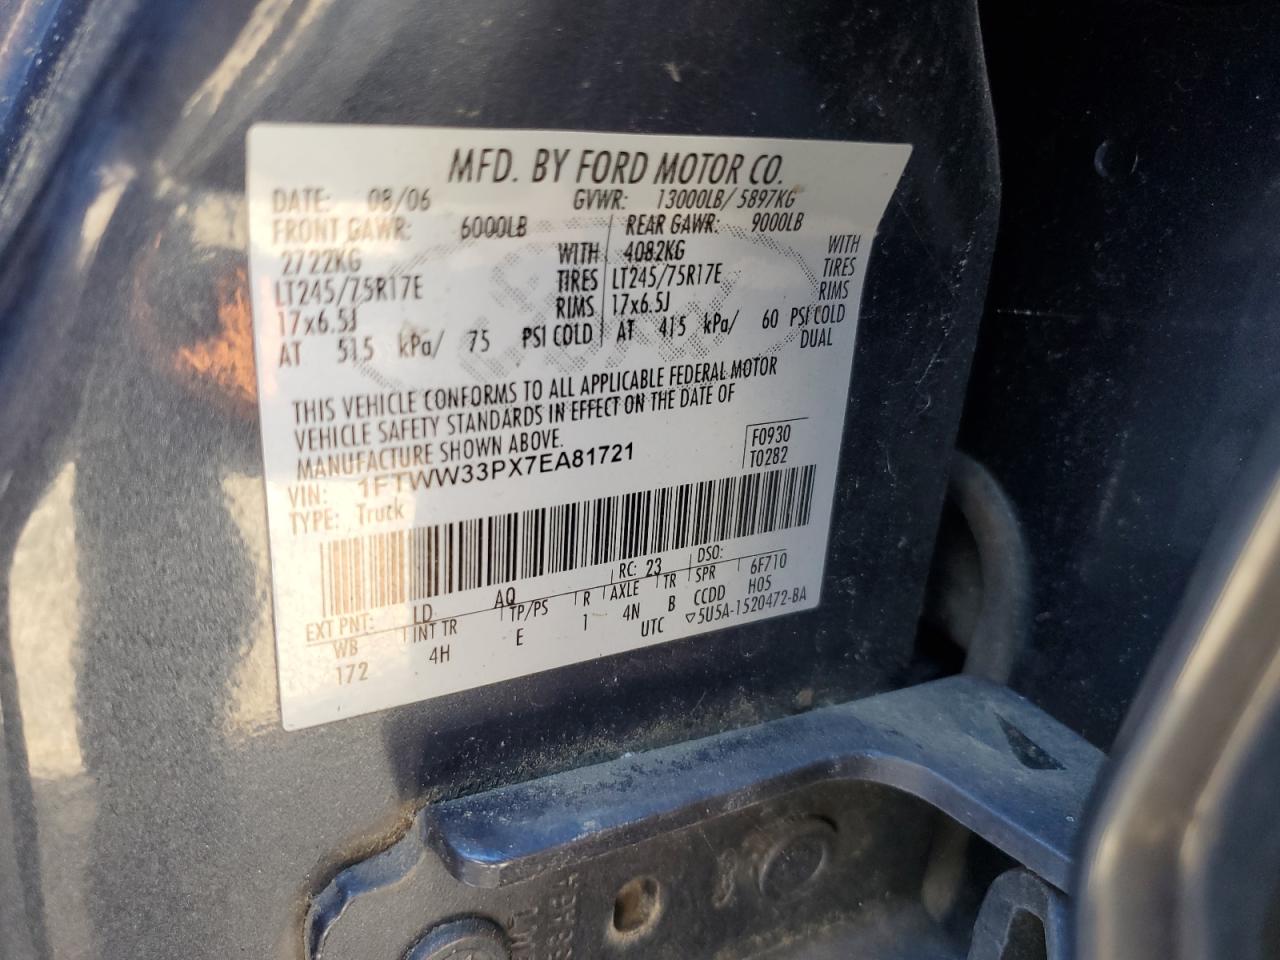 MFD. BY FORD MOTOR CO.
DATE: 08/06 GVWR: 13000LB/ 5897KG
FRONT GAWR: 6000LB REAR GAWR: 9000LB
2722KG WITH 4082KG WITH
LT245/75R17E TIRES LT245/75R17E TIRES
17x6.5J RIMS 17x6.5J RIMS
AT 515 kPa/ 75 PSI COLD AT 415 kPa/ 60 PSI COLD
DUAL
THIS VEHICLE CONFORMS TO ALL APPLICABLE FEDERAL MOTOR
VEHICLE SAFETY STANDARDS IN EFFECT ON THE DATE OF
MANUFACTURE SHOWN ABOVE.
VIN: 1FTWW33PX7EA81721 F0930
TYPE: Truck T0282
EXT PNT: LD AQ RC: 23 DSO:
WB INT TR TP/PS R AXLE TR SPR 6F710
172 4H E 1 4N B CCDD H05
UTC ▽5U5A-1520472-BA